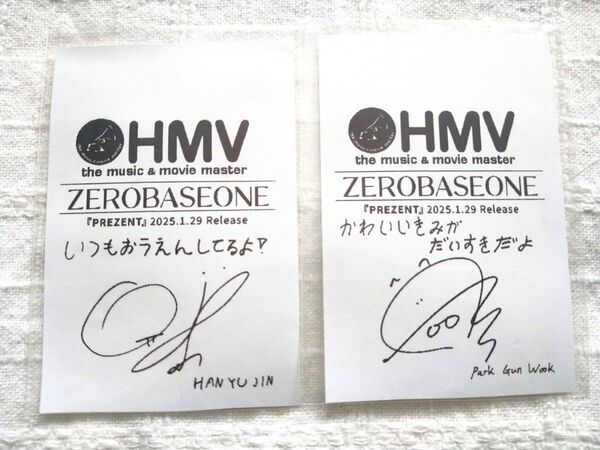 HMV
the music & movie master
ZEROBASEONE
『PREZENT』2025.1.29 Release
いつもおうえんしてるよ!
HAN YU JIN
HMV
the music & movie master
ZEROBASEONE
『PREZENT』2025.1.29 Release
かわいいきみが
だいすきだよ
Park Gun Wook